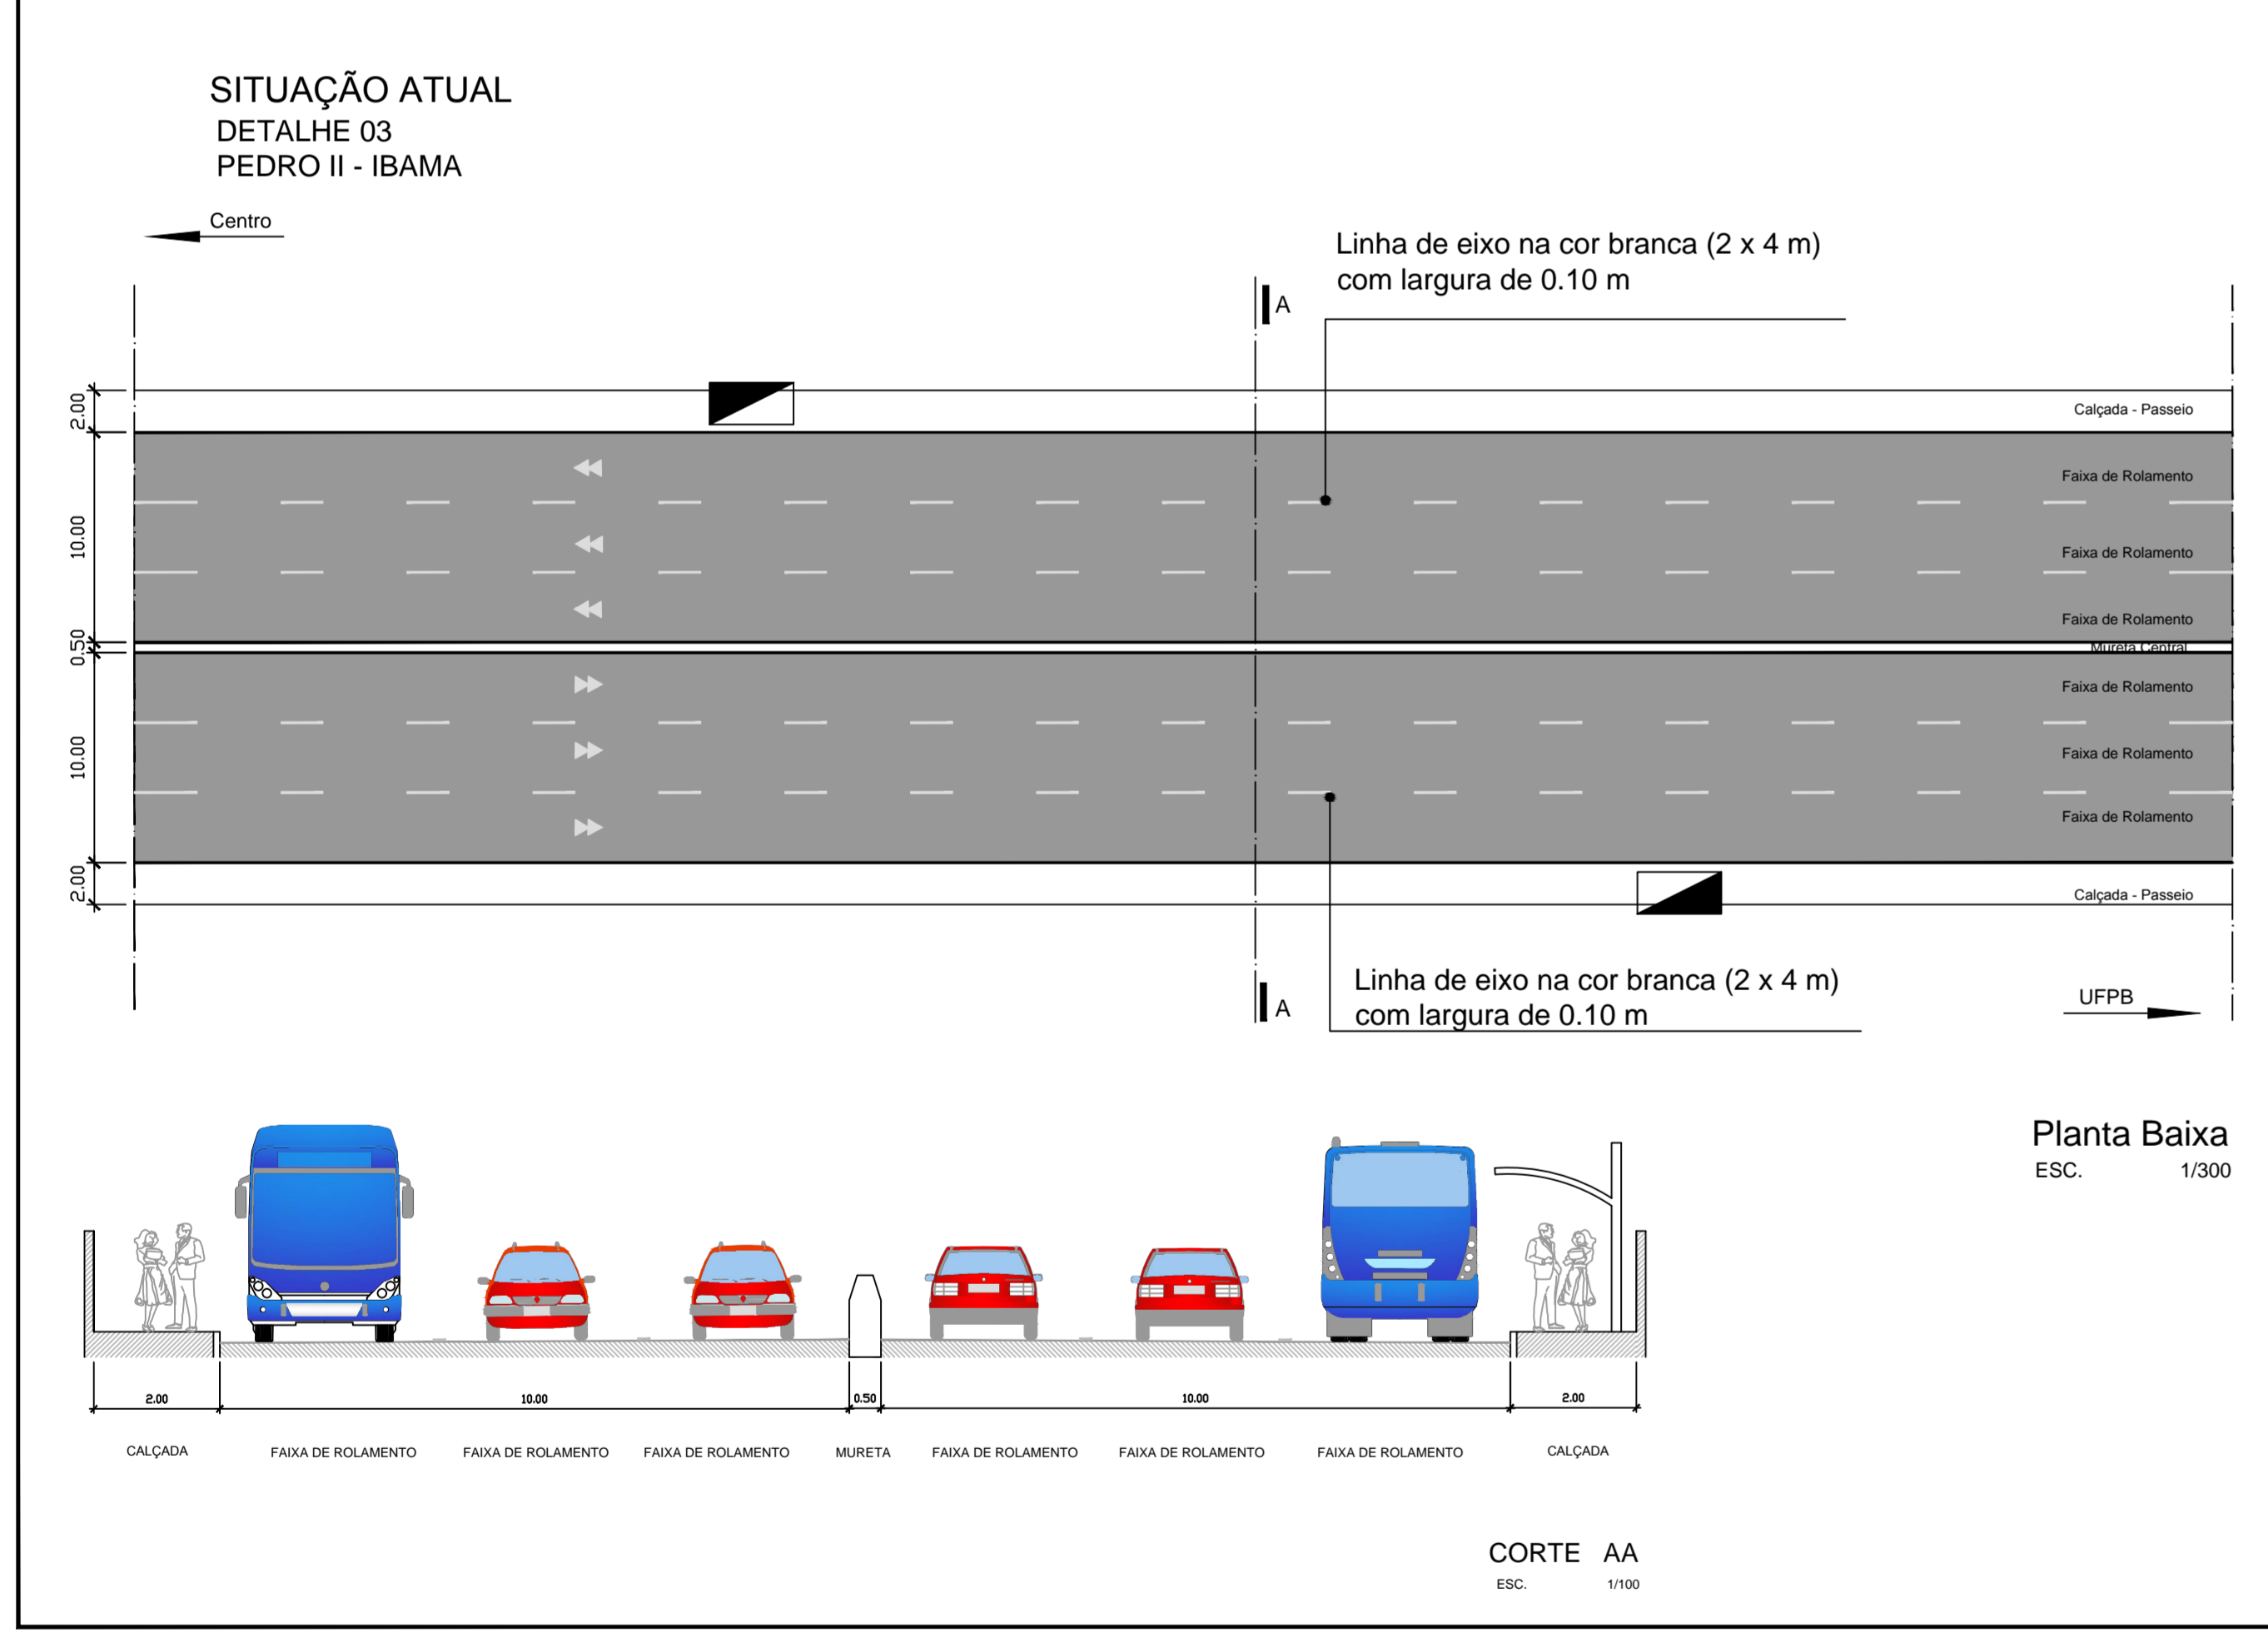 SITUAÇÃO ATUAL
DETALHE 03
PEDRO II - IBAMA
Centro
Linha de eixo na cor branca (2 x 4 m)
com largura de 0.10 m
A
2.00
Calçada - Passeio
Faixa de Rolamento
10.00
Faixa de Rolamento
Faixa de Rolamento
0.50
Mureta Central
Faixa de Rolamento
10.00
Faixa de Rolamento
Faixa de Rolamento
2.00
Calçada - Passeio
Linha de eixo na cor branca (2 x 4 m)
com largura de 0.10 m
A
UFPB
Planta Baixa
ESC. 1/300
2.00 10.00 0.50 10.00 2.00
CALÇADA FAIXA DE ROLAMENTO FAIXA DE ROLAMENTO FAIXA DE ROLAMENTO MURETA FAIXA DE ROLAMENTO FAIXA DE ROLAMENTO FAIXA DE ROLAMENTO CALÇADA
CORTE AA
ESC. 1/100